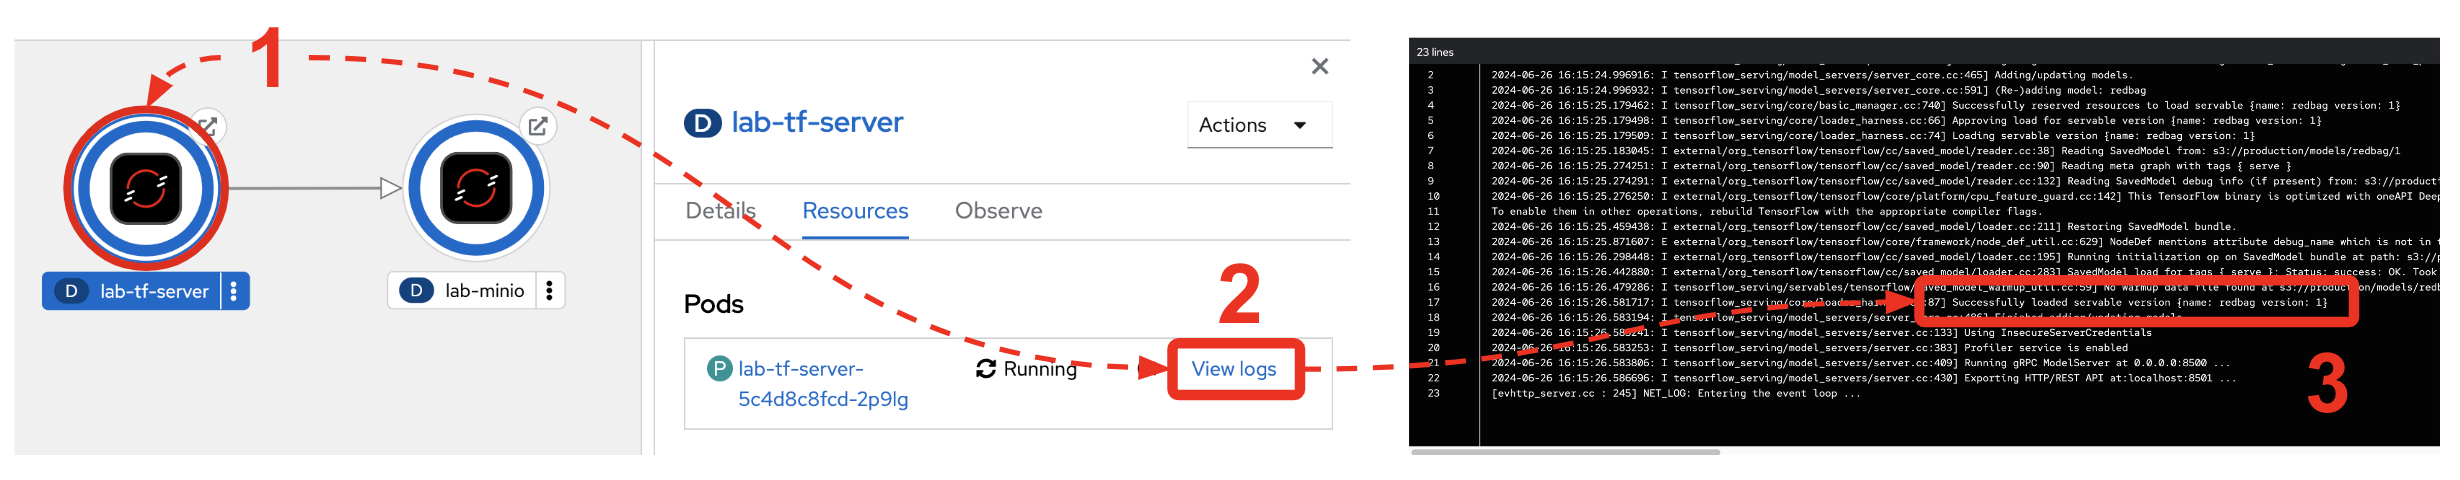 1
D lab-tf-server
D lab-minio
D lab-tf-server
Actions
Details Resources Observe
Pods
P lab-tf-server-
5c4d8c8fcd-2p9lg
Running
2
View logs
23 lines
2 2024-06-26 16:15:24.996916: I tensorflow_serving/model_servers/server_core.cc:465] Adding/updating models.
3 2024-06-26 16:15:24.996932: I tensorflow_serving/model_servers/server_core.cc:591] (Re-)adding model: redbag
4 2024-06-26 16:15:25.179462: I tensorflow_serving/core/basic_manager.cc:740] Successfully reserved resources to load servable {name: redbag version: 1}
5 2024-06-26 16:15:25.179498: I tensorflow_serving/core/loader_harness.cc:66] Approving load for servable version {name: redbag version: 1}
6 2024-06-26 16:15:25.179509: I tensorflow_serving/core/loader_harness.cc:74] Loading servable version {name: redbag version: 1}
7 2024-06-26 16:15:25.183045: I external/org_tensorflow/tensorflow/cc/saved_model/reader.cc:38] Reading SavedModel from: s3://production/models/redbag/1
8 2024-06-26 16:15:25.274251: I external/org_tensorflow/tensorflow/cc/saved_model/reader.cc:90] Reading meta graph with tags { serve }
9 2024-06-26 16:15:25.274291: I external/org_tensorflow/tensorflow/cc/saved_model/reader.cc:132] Reading SavedModel debug info (if present) from: s3://producti
10 2024-06-26 16:15:25.276250: I external/org_tensorflow/tensorflow/core/platform/cpu_feature_guard.cc:142] This TensorFlow binary is optimized with oneAPI Deep
11 To enable them in other operations, rebuild TensorFlow with the appropriate compiler flags.
12 2024-06-26 16:15:25.459438: I external/org_tensorflow/tensorflow/cc/saved_model/loader.cc:211] Restoring SavedModel bundle.
13 2024-06-26 16:15:25.871607: E external/org_tensorflow/tensorflow/core/framework/node_def_util.cc:629] NodeDef mentions attribute debug_name which is not in t
14 2024-06-26 16:15:26.298448: I external/org_tensorflow/tensorflow/cc/saved_model/loader.cc:195] Running initialization op on SavedModel bundle at path: s3://p
15 2024-06-26 16:15:26.442880: I external/org_tensorflow/tensorflow/cc/saved_model/loader.cc:283] SavedModel load for tags { serve }; Status: success: OK. Took
16 2024-06-26 16:15:26.479286: I tensorflow_serving/servables/tensorflow/saved_model_warmup_util.cc:59] No warmup data file found at s3://production/models/redb
17 2024-06-26 16:15:26.581717: I tensorflow_serving/core/loader_harness.cc:87] Successfully loaded servable version {name: redbag version: 1}
18 2024-06-26 16:15:26.583194: I tensorflow_serving/model_servers/server_core.cc:486] Finished adding/updating models
19 2024-06-26 16:15:26.583241: I tensorflow_serving/model_servers/server.cc:133] Using InsecureServerCredentials
20 2024-06-26 16:15:26.583253: I tensorflow_serving/model_servers/server.cc:383] Profiler service is enabled
21 2024-06-26 16:15:26.583806: I tensorflow_serving/model_servers/server.cc:409] Running gRPC ModelServer at 0.0.0.0:8500 ...
22 2024-06-26 16:15:26.586696: I tensorflow_serving/model_servers/server.cc:430] Exporting HTTP/REST API at:localhost:8501 ...
23 [evhttp_server.cc : 245] NET_LOG: Entering the event loop ...
3